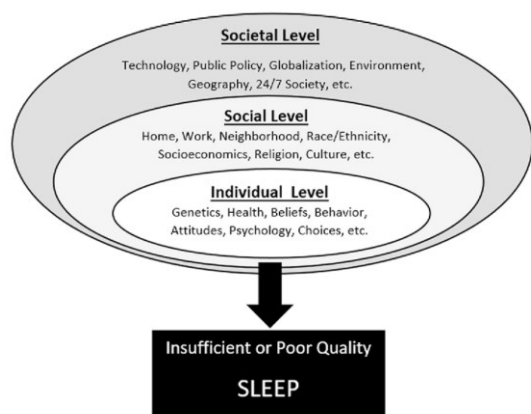 Societal Level
Technology, Public Policy, Globalization, Environment,
Geography, 24/7 Society, etc.
Social Level
Home, Work, Neighborhood, Race/Ethnicity,
Socioeconomics, Religion, Culture, etc.
Individual Level
Genetics, Health, Beliefs, Behavior,
Attitudes, Psychology, Choices, etc.
Insufficient or Poor Quality
SLEEP